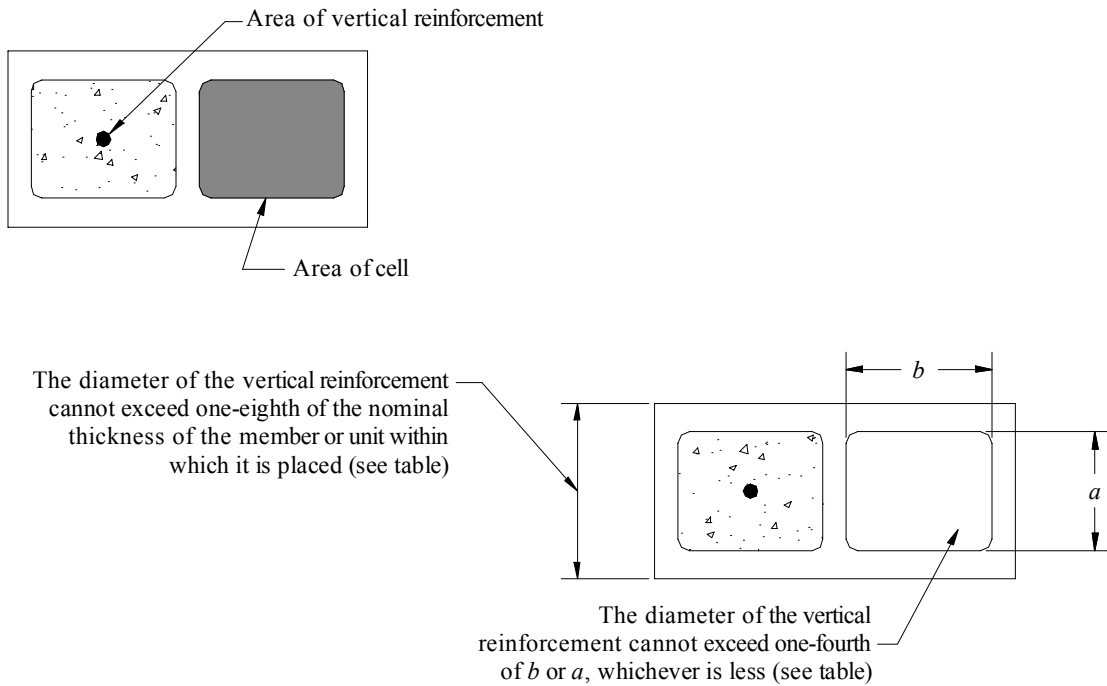 Area of vertical reinforcement
Area of cell
The diameter of the vertical reinforcement
cannot exceed one-eighth of the nominal
thickness of the member or unit within
which it is placed (see table)
b
a
The diameter of the vertical
reinforcement cannot exceed one-fourth
of b or a, whichever is less (see table)